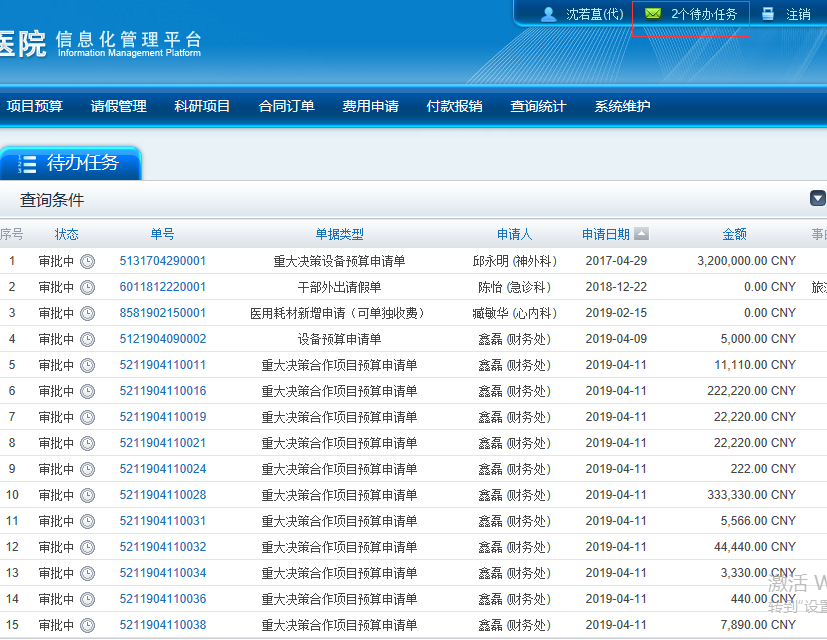 沈若葍(代) 2个待办任务 注销
医院 信息化管理平台
Information Management Platform
项目预算 请假管理 科研项目 合同订单 费用申请 付款报销 查询统计 系统维护
待办任务
查询条件
序号 状态 单号 单据类型 申请人 申请日期 金额 事由
1 审批中 5131704290001 重大决策设备预算申请单 邱永明 (神外科) 2017-04-29 3,200,000.00 CNY
2 审批中 6011812220001 干部外出请假单 陈怡 (急诊科) 2018-12-22 0.00 CNY 旅
3 审批中 8581902150001 医用耗材新增申请（可单独收费） 臧敏华 (心内科) 2019-02-15 0.00 CNY
4 审批中 5121904090002 设备预算申请单 鑫磊 (财务处) 2019-04-09 5,000.00 CNY
5 审批中 5211904110011 重大决策合作项目预算申请单 鑫磊 (财务处) 2019-04-11 11,110.00 CNY
6 审批中 5211904110016 重大决策合作项目预算申请单 鑫磊 (财务处) 2019-04-11 222,220.00 CNY
7 审批中 5211904110019 重大决策合作项目预算申请单 鑫磊 (财务处) 2019-04-11 22,220.00 CNY
8 审批中 5211904110021 重大决策合作项目预算申请单 鑫磊 (财务处) 2019-04-11 22,220.00 CNY
9 审批中 5211904110024 重大决策合作项目预算申请单 鑫磊 (财务处) 2019-04-11 222.00 CNY
10 审批中 5211904110028 重大决策合作项目预算申请单 鑫磊 (财务处) 2019-04-11 333,330.00 CNY
11 审批中 5211904110031 重大决策合作项目预算申请单 鑫磊 (财务处) 2019-04-11 5,566.00 CNY
12 审批中 5211904110032 重大决策合作项目预算申请单 鑫磊 (财务处) 2019-04-11 44,440.00 CNY
13 审批中 5211904110034 重大决策合作项目预算申请单 鑫磊 (财务处) 2019-04-11 3,330.00 CNY
激活 W
14 审批中 5211904110036 重大决策合作项目预算申请单 鑫磊 (财务处) 2019-04-11 440.00 CNY
转到"设置
15 审批中 5211904110038 重大决策合作项目预算申请单 鑫磊 (财务处) 2019-04-11 7,890.00 CNY